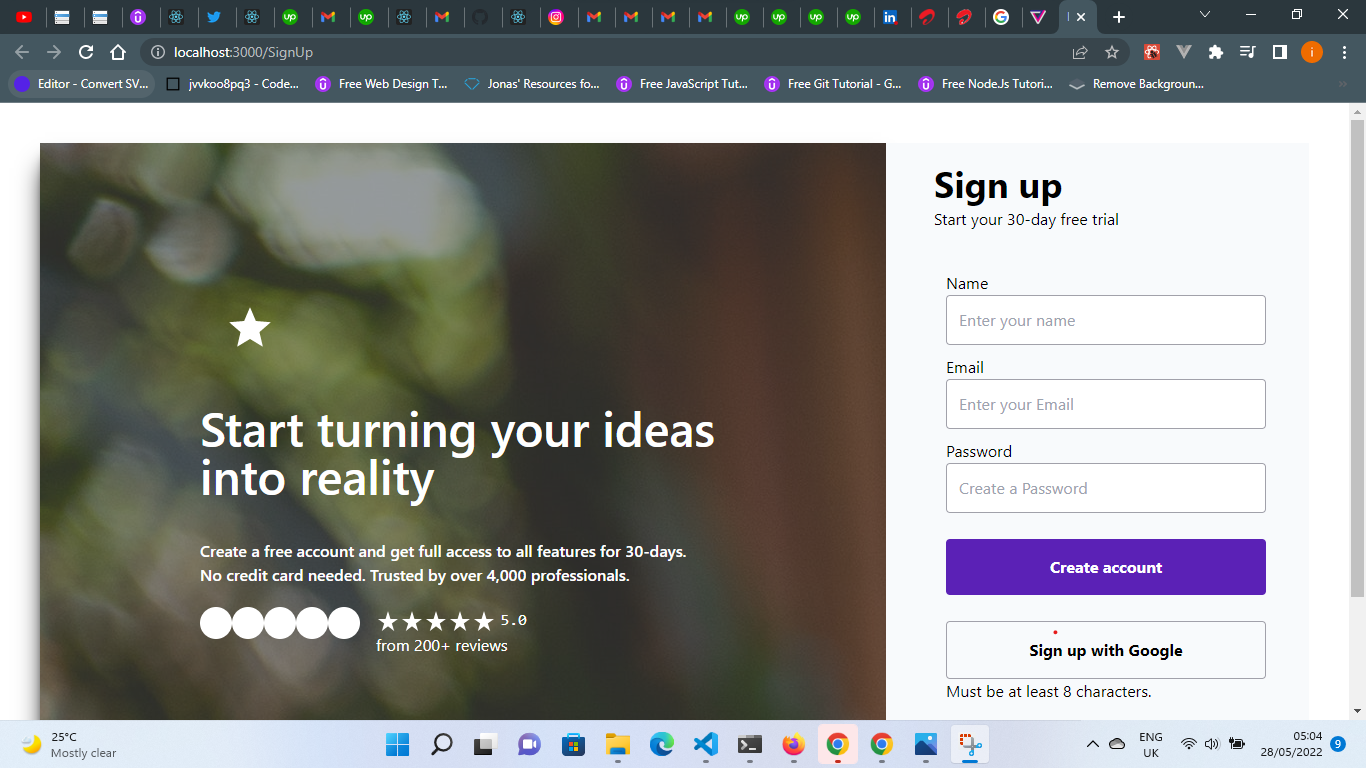 localhost:3000/SignUp
Editor - Convert SV...
jvvkoo8pq3 - Code...
Free Web Design T...
Jonas' Resources fo...
Free JavaScript Tut...
Free Git Tutorial - G...
Free Node.Js Tutori...
Remove Backgroun...
Start turning your ideas
into reality
Create a free account and get full access to all features for 30-days.
No credit card needed. Trusted by over 4,000 professionals.
5.0
from 200+ reviews
Sign up
Start your 30-day free trial
Name
Enter your name
Email
Enter your Email
Password
Create a Password
Create account
Sign up with Google
Must be at least 8 characters.
25°C
Mostly clear
ENG
UK
05:04
28/05/2022
9